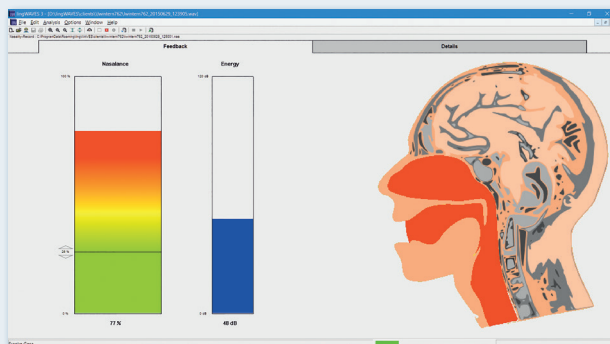 File Edit Analysis Options Window Help
Feedback
Details
Nasalance
Energy
100 %
120 dB
0 %
0 dB
77 %
48 dB